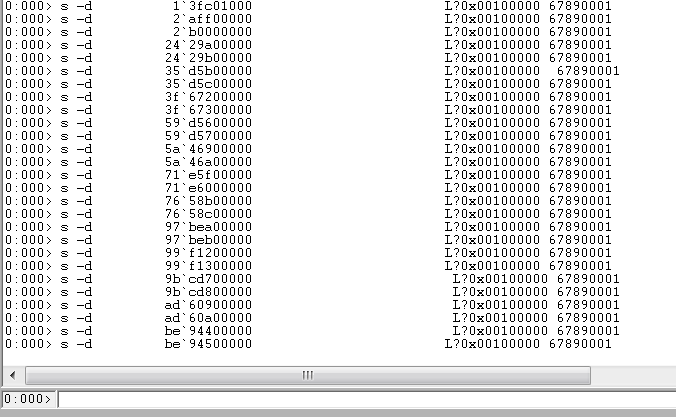 0:000> s -d 1`3fc01000 L?0x00100000 67890001
0:000> s -d 2`aff00000 L?0x00100000 67890001
0:000> s -d 2`b0000000 L?0x00100000 67890001
0:000> s -d 24`29a00000 L?0x00100000 67890001
0:000> s -d 24`29b00000 L?0x00100000 67890001
0:000> s -d 35`d5b00000 L?0x00100000 67890001
0:000> s -d 35`d5c00000 L?0x00100000 67890001
0:000> s -d 3f`67200000 L?0x00100000 67890001
0:000> s -d 3f`67300000 L?0x00100000 67890001
0:000> s -d 59`d5600000 L?0x00100000 67890001
0:000> s -d 59`d5700000 L?0x00100000 67890001
0:000> s -d 5a`46900000 L?0x00100000 67890001
0:000> s -d 5a`46a00000 L?0x00100000 67890001
0:000> s -d 71`e5f00000 L?0x00100000 67890001
0:000> s -d 71`e6000000 L?0x00100000 67890001
0:000> s -d 76`58b00000 L?0x00100000 67890001
0:000> s -d 76`58c00000 L?0x00100000 67890001
0:000> s -d 97`bea00000 L?0x00100000 67890001
0:000> s -d 97`beb00000 L?0x00100000 67890001
0:000> s -d 99`f1200000 L?0x00100000 67890001
0:000> s -d 99`f1300000 L?0x00100000 67890001
0:000> s -d 9b`cd700000 L?0x00100000 67890001
0:000> s -d 9b`cd800000 L?0x00100000 67890001
0:000> s -d ad`60900000 L?0x00100000 67890001
0:000> s -d ad`60a00000 L?0x00100000 67890001
0:000> s -d be`94400000 L?0x00100000 67890001
0:000> s -d be`94500000 L?0x00100000 67890001
0:000>